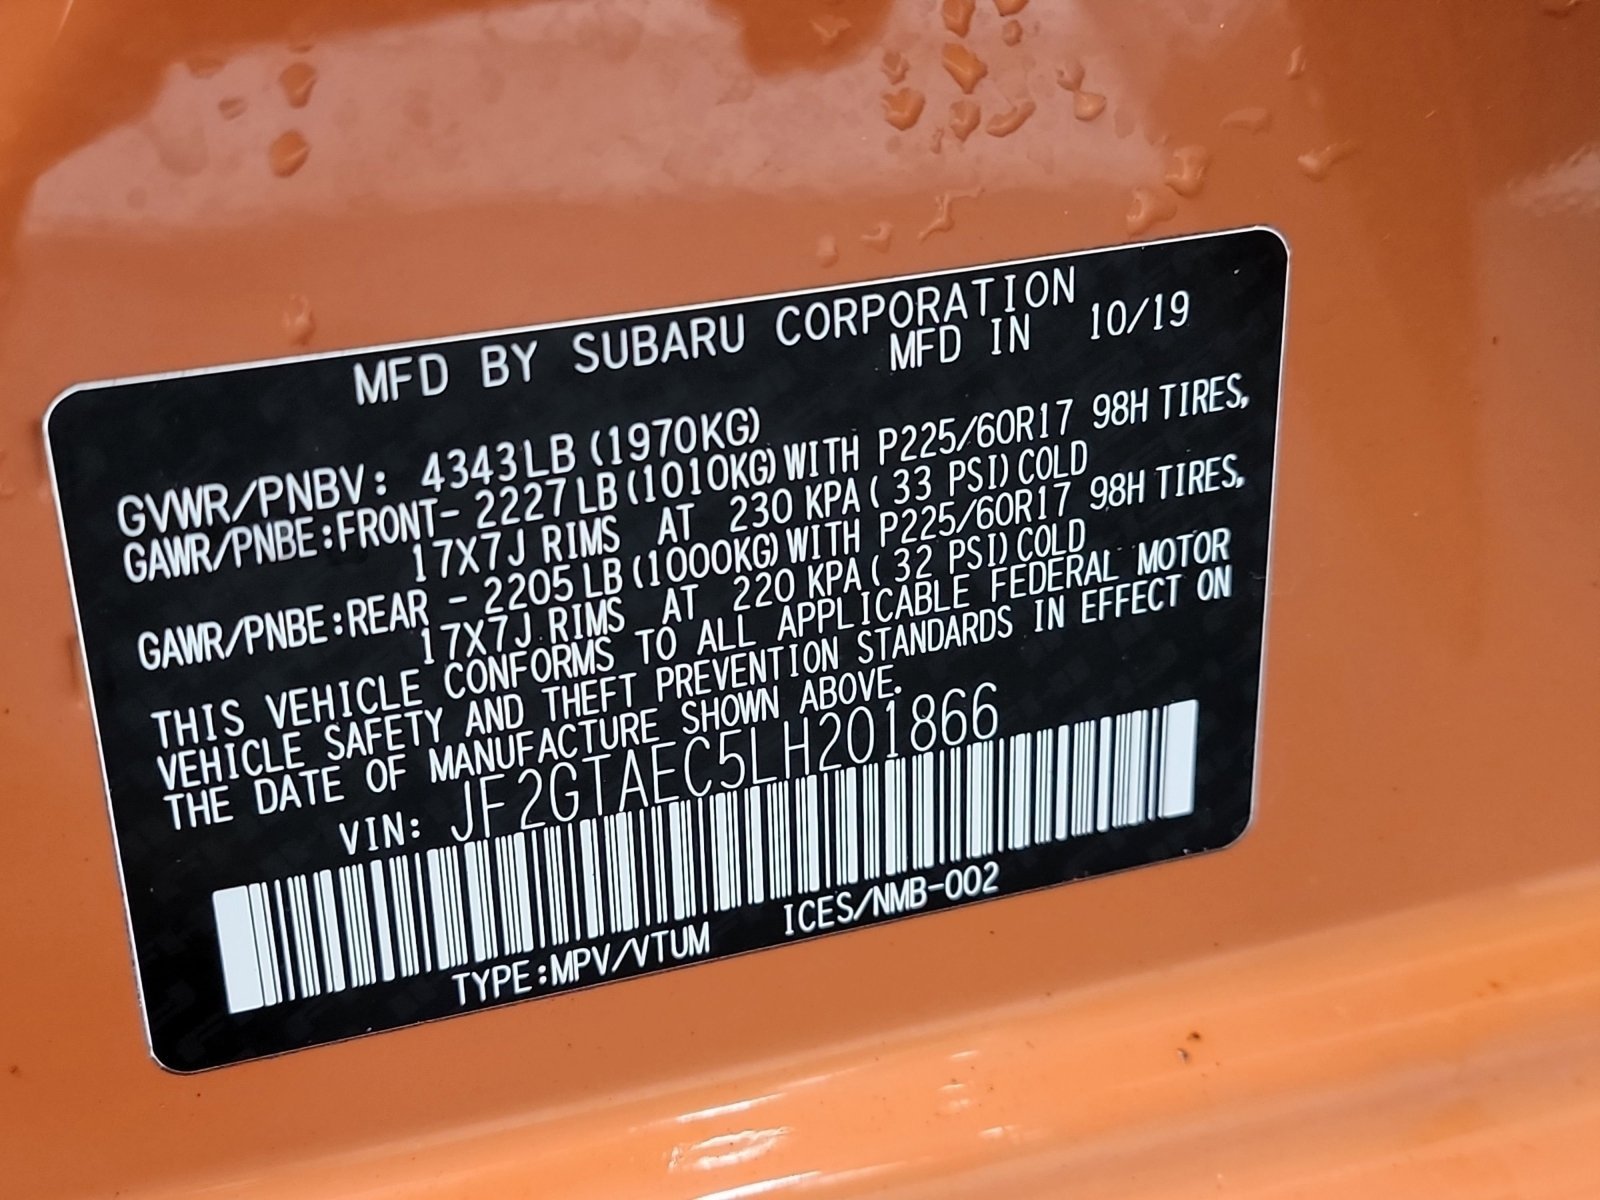 MFD BY SUBARU CORPORATION
MFD IN 10/19
GVWR/PNBV: 4343LB (1970KG)
GAWR/PNBE:FRONT- 2227LB(1010KG)WITH P225/60R17 98H TIRES,
17X7J RIMS AT 230 KPA( 33 PSI)COLD
GAWR/PNBE:REAR - 2205LB(1000KG)WITH P225/60R17 98H TIRES,
17X7J RIMS AT 220 KPA( 32 PSI)COLD
THIS VEHICLE CONFORMS TO ALL APPLICABLE FEDERAL MOTOR
VEHICLE SAFETY AND THEFT PREVENTION STANDARDS IN EFFECT ON
THE DATE OF MANUFACTURE SHOWN ABOVE.
VIN: JF2GTAEC5LH201866
TYPE:MPV/VTUM ICES/NMB-002